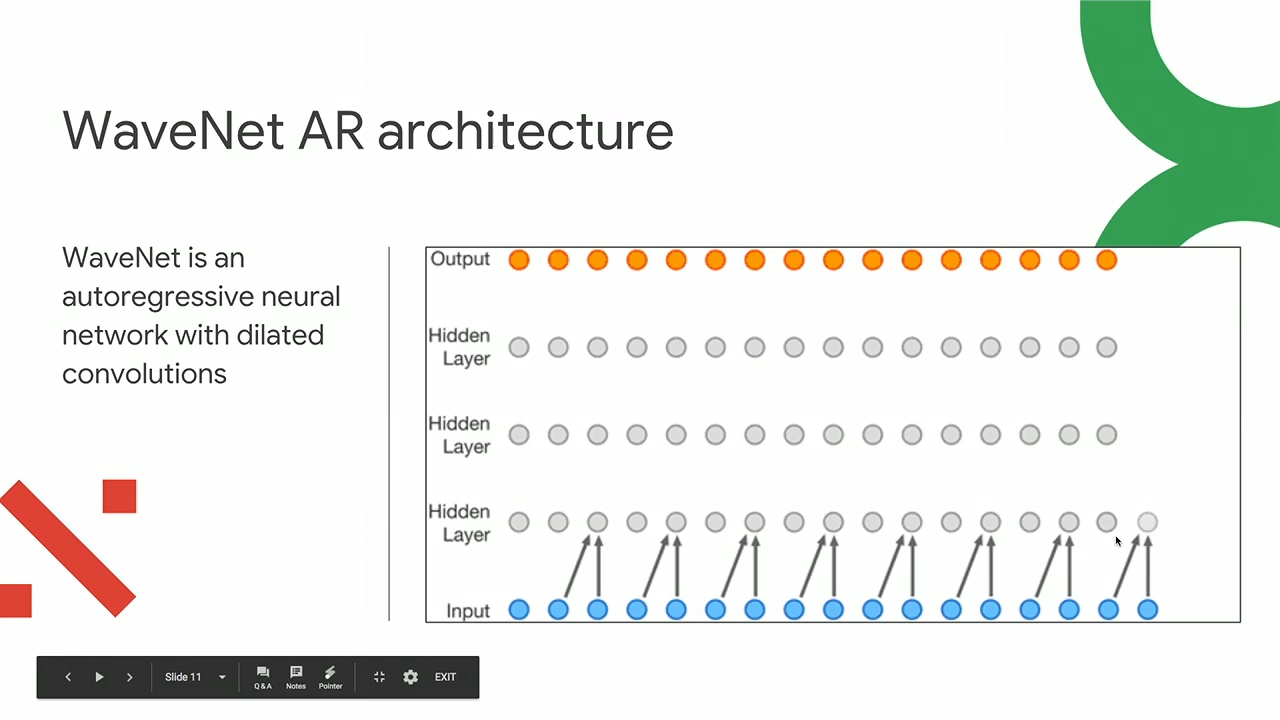 WaveNet AR architecture
WaveNet is an
autoregressive neural
network with dilated
convolutions
Output
Hidden
Layer
Hidden
Layer
Hidden
Layer
Input
Slide 11
Q & A
Notes
Pointer
EXIT